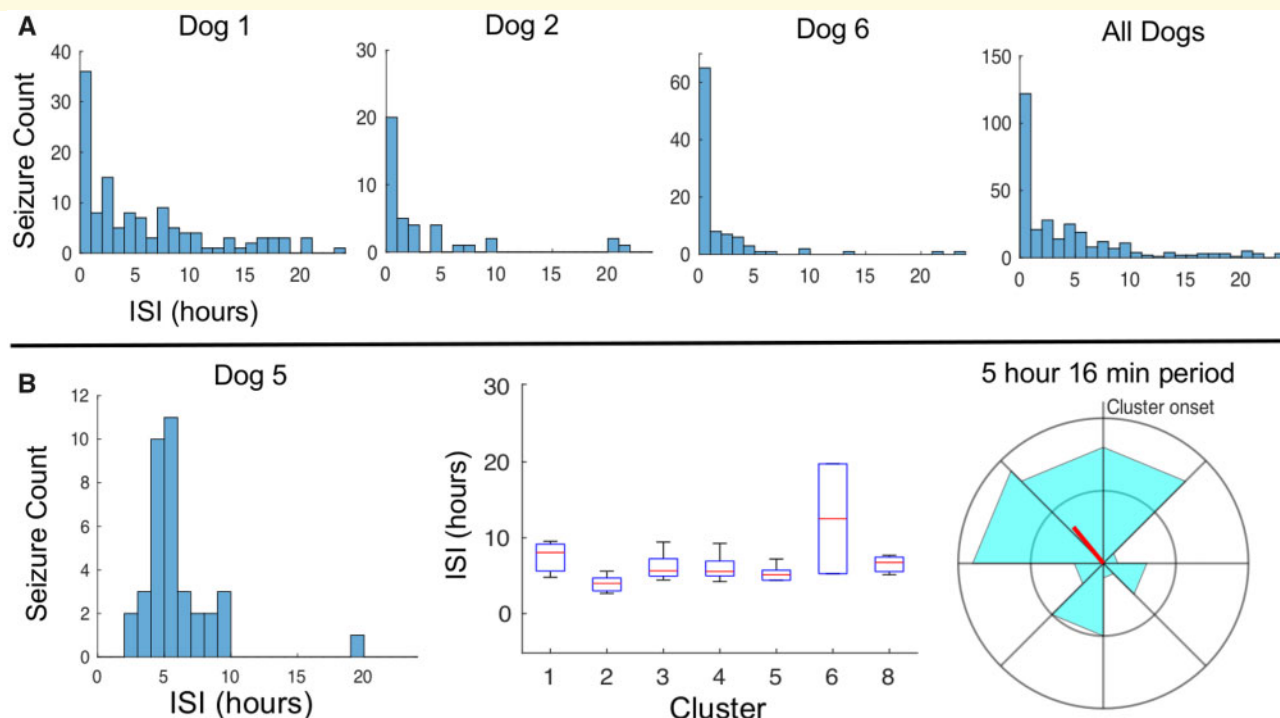 A
Dog 1
Dog 2
Dog 6
All Dogs
Seizure Count
40
30
20
10
0
0 5 10 15 20
ISI (hours)
30
20
10
0
0 5 10 15 20
60
40
20
0
0 5 10 15 20
150
100
50
0
0 5 10 15 20
B
Dog 5
Seizure Count
12
10
8
6
4
2
0
0 5 10 15 20
ISI (hours)
ISI (hours)
30
20
10
0
1 2 3 4 5 6 8
Cluster
5 hour 16 min period
Cluster onset